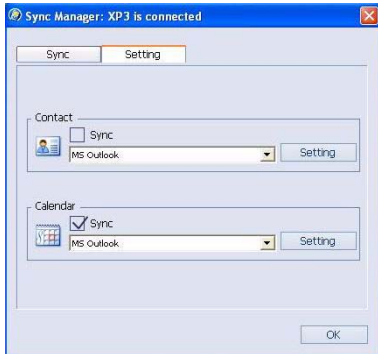 Sync Manager: XP3 is connected
Sync Setting
Contact
Sync
MS Outlook Setting
Calendar
Sync
MS Outlook Setting
OK